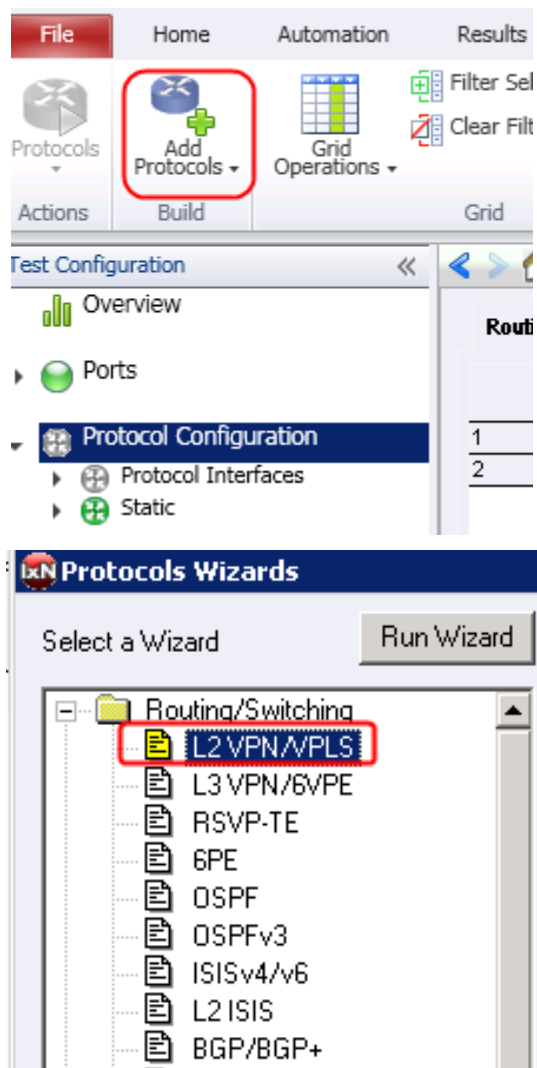 File Home Automation Results
Filter Sel
Clear Filt
Protocols
Add Protocols
Grid Operations
Actions Build Grid
Test Configuration
Overview
Routi
Ports
Protocol Configuration
1
Protocol Interfaces
2
Static
IxN Protocols Wizards
Select a Wizard Run Wizard
Routing/Switching
L2 VPN/VPLS
L3 VPN/6VPE
RSVP-TE
6PE
OSPF
OSPFv3
ISISv4/v6
L2 ISIS
BGP/BGP+